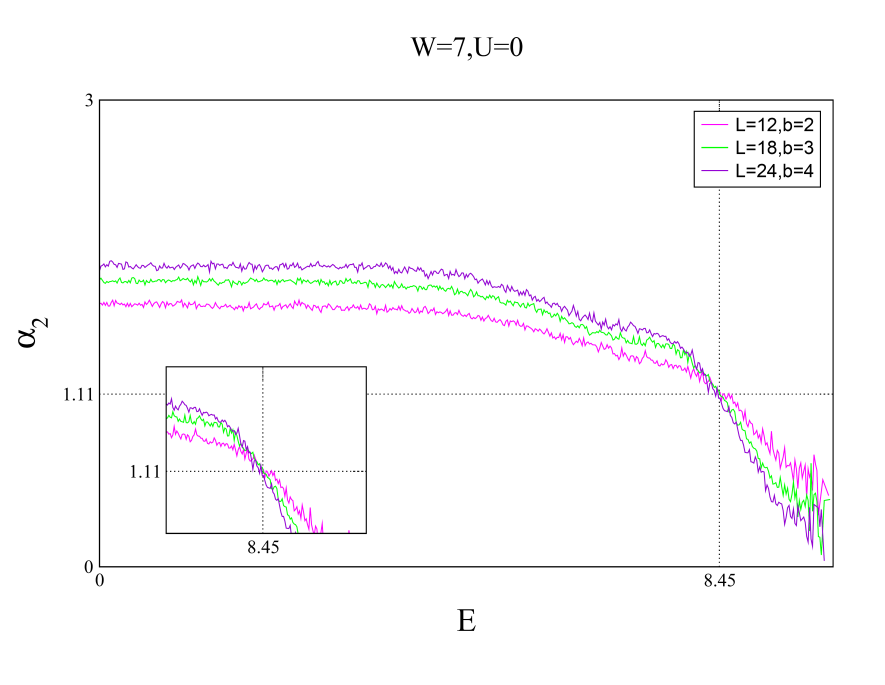 W=7,U=0
3
L=12,b=2
L=18,b=3
L=24,b=4
α2
1.11
1.11
8.45
0
0
8.45
E